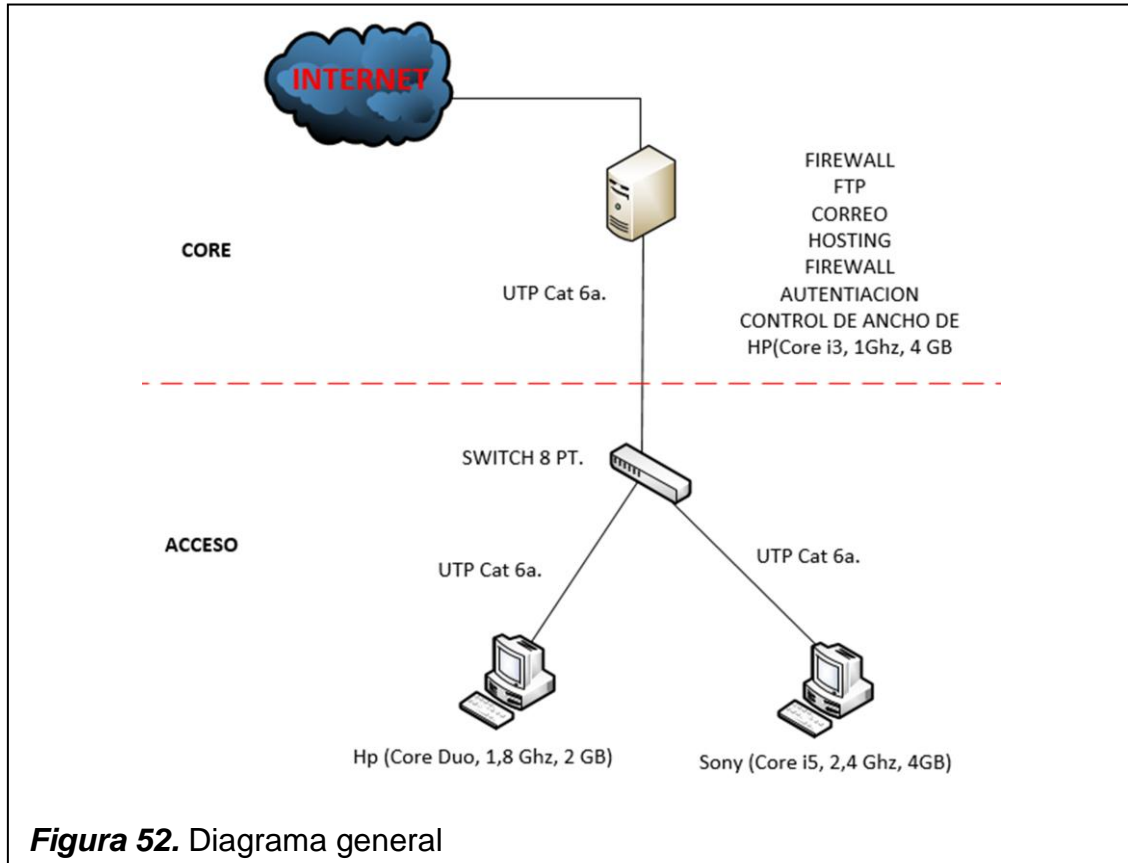 INTERNET
FIREWALL
FTP
CORREO
HOSTING
FIREWALL
AUTENTIACION
CONTROL DE ANCHO DE
HP(Core i3, 1Ghz, 4 GB
CORE
UTP Cat 6a.
SWITCH 8 PT.
ACCESO
UTP Cat 6a.
UTP Cat 6a.
Hp (Core Duo, 1,8 Ghz, 2 GB)
Sony (Core i5, 2,4 Ghz, 4GB)
Figura 52. Diagrama general